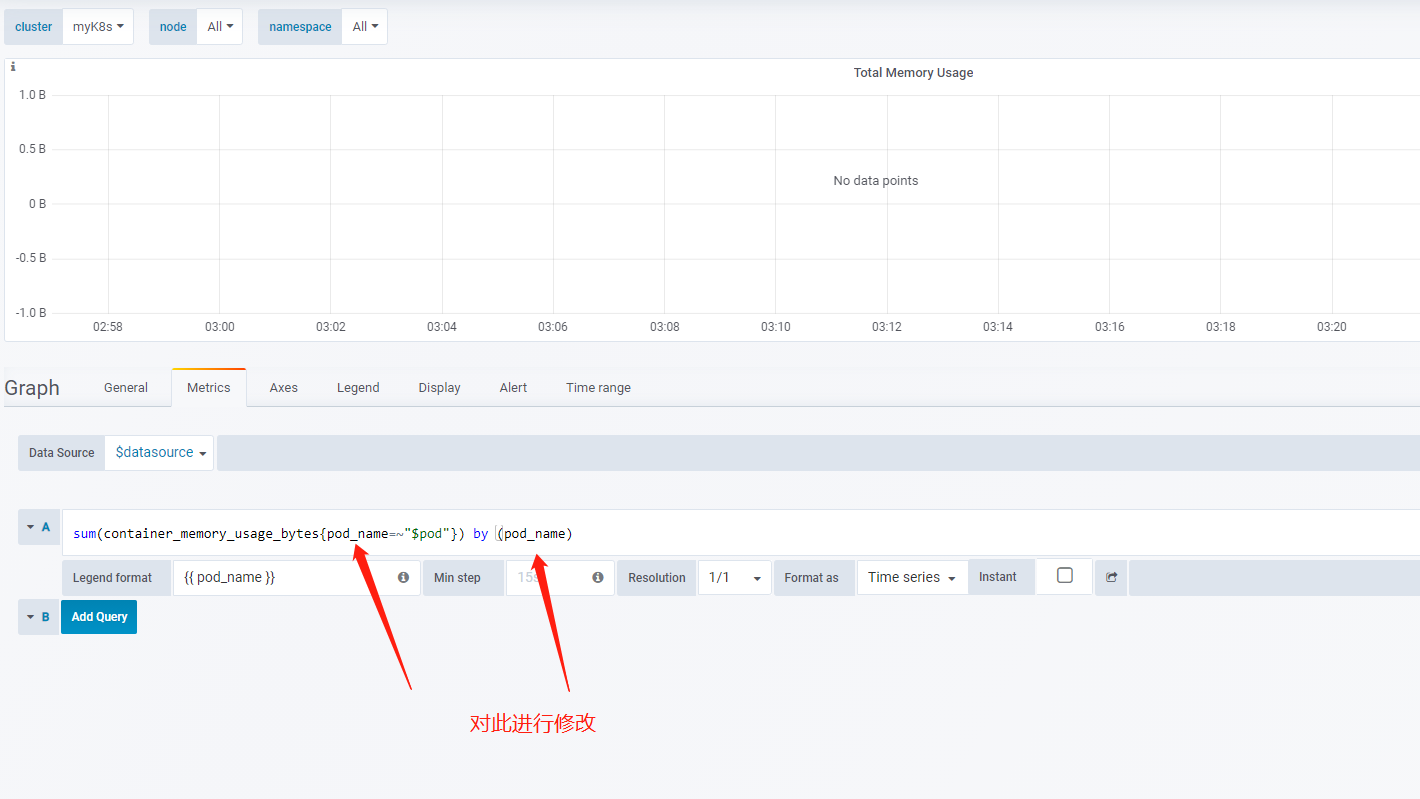 cluster myK8s node All namespace All
i Total Memory Usage
1.0 B
0.5 B
No data points
0 B
-0.5 B
-1.0 B
02:58 03:00 03:02 03:04 03:06 03:08 03:10 03:12 03:14 03:16 03:18 03:20
Graph General Metrics Axes Legend Display Alert Time range
Data Source $datasource
A sum(container_memory_usage_bytes{pod_name=~"$pod"}) by (pod_name)
Legend format {{ pod_name }} Min step 15s Resolution 1/1 Format as Time series Instant
B Add Query
对此进行修改